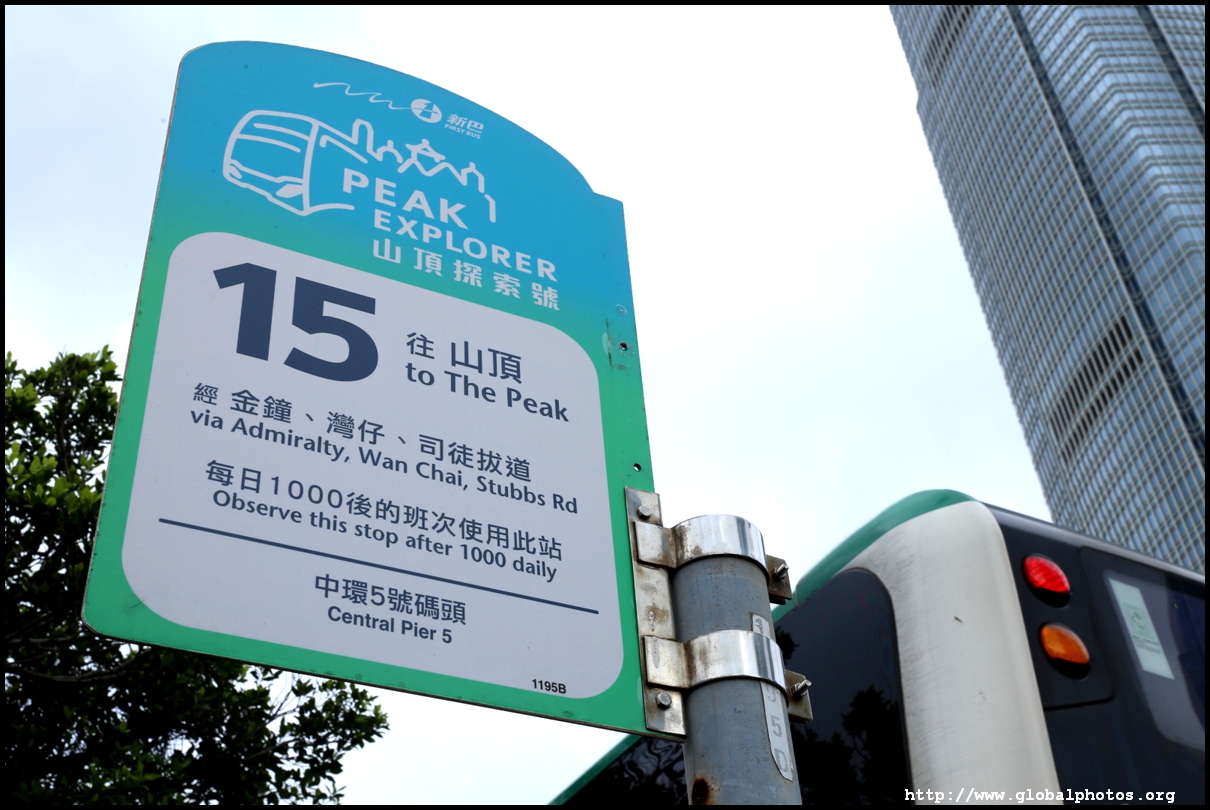 新巴
FIRST BUS
PEAK
EXPLORER
山頂探索號
15 往 山頂
to The Peak
經 金鐘、灣仔、司徒拔道
via Admiralty, Wan Chai, Stubbs Rd
每日1000後的班次使用此站
Observe this stop after 1000 daily
中環5號碼頭
Central Pier 5
1195B
http://www.globalphotos.org